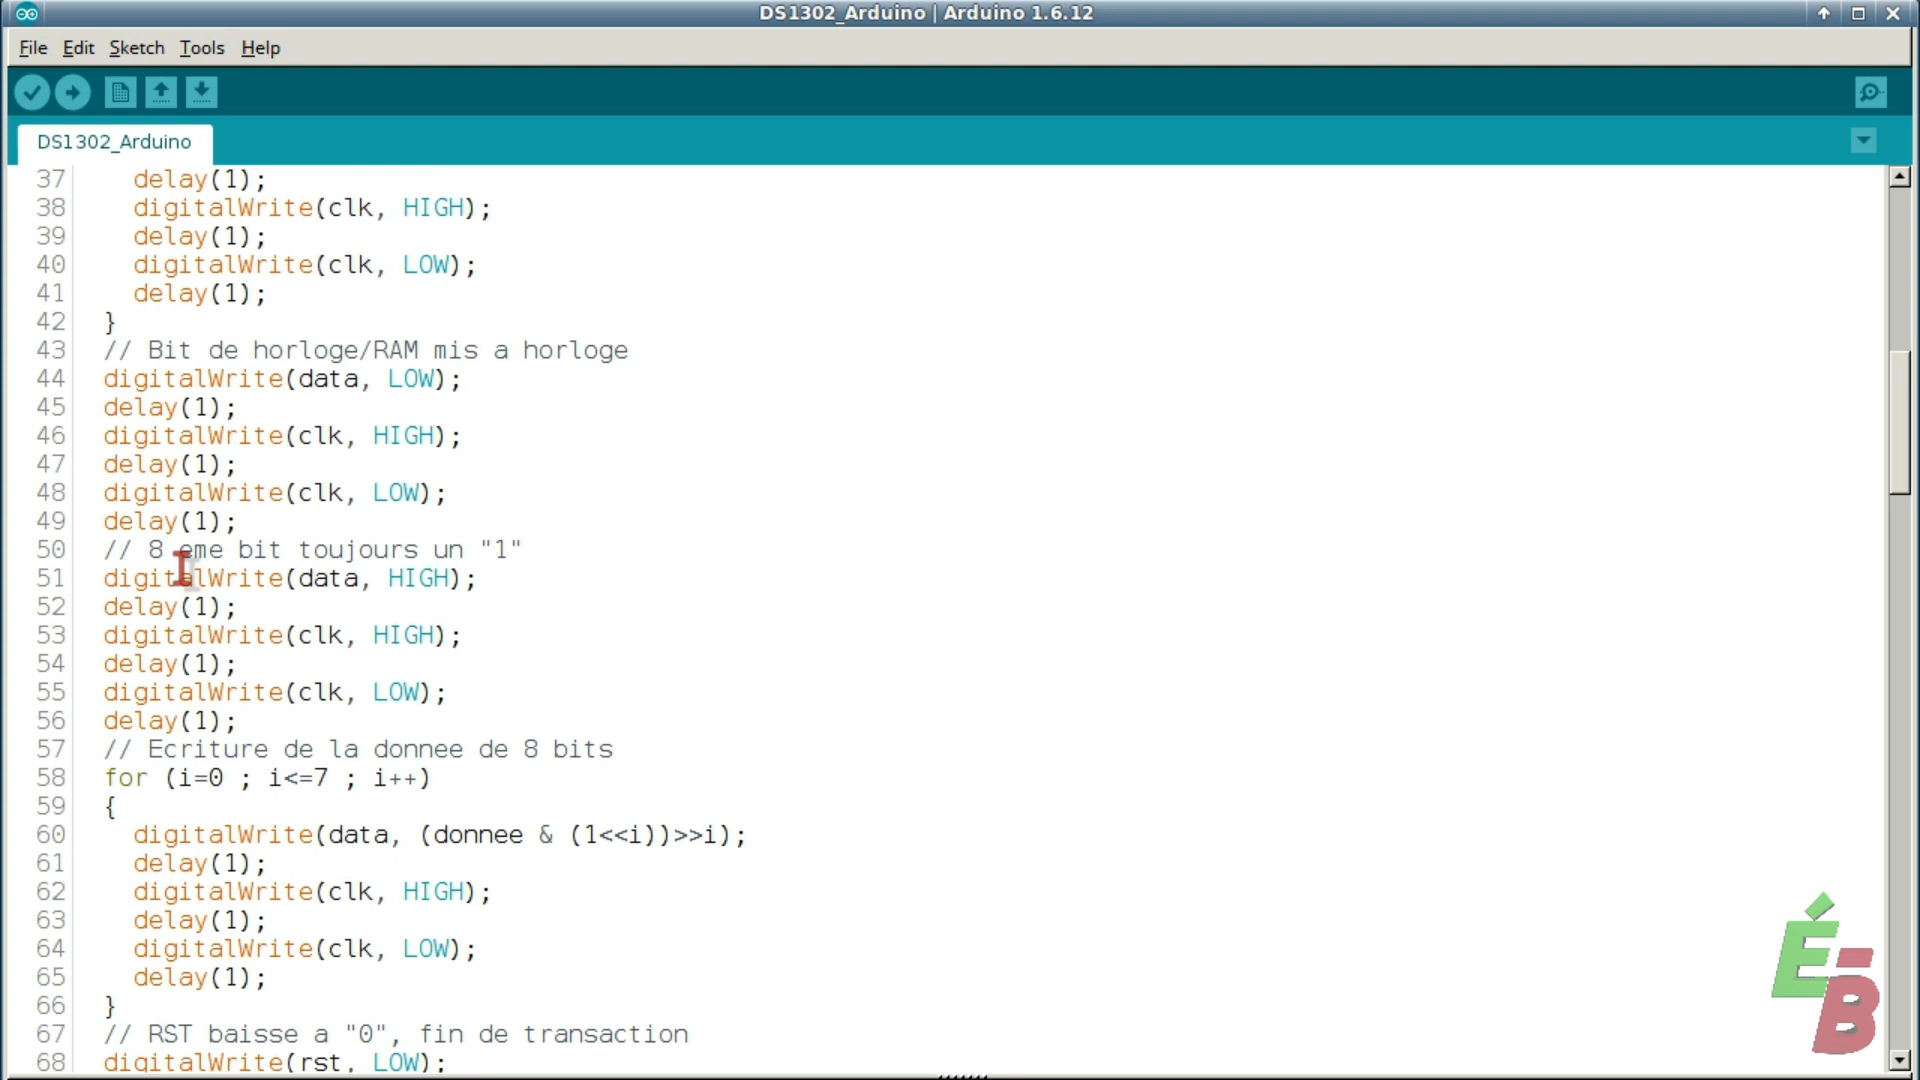 DS1302_Arduino | Arduino 1.6.12
File Edit Sketch Tools Help
DS1302_Arduino
37 delay(1);
38 digitalWrite(clk, HIGH);
39 delay(1);
40 digitalWrite(clk, LOW);
41 delay(1);
42 }
43 // Bit de horloge/RAM mis a horloge
44 digitalWrite(data, LOW);
45 delay(1);
46 digitalWrite(clk, HIGH);
47 delay(1);
48 digitalWrite(clk, LOW);
49 delay(1);
50 // 8 eme bit toujours un "1"
51 digitalWrite(data, HIGH);
52 delay(1);
53 digitalWrite(clk, HIGH);
54 delay(1);
55 digitalWrite(clk, LOW);
56 delay(1);
57 // Ecriture de la donnee de 8 bits
58 for (i=0 ; i<=7 ; i++)
59 {
60 digitalWrite(data, (donnee & (1<<i))>>i);
61 delay(1);
62 digitalWrite(clk, HIGH);
63 delay(1);
64 digitalWrite(clk, LOW);
65 delay(1);
66 }
67 // RST baisse a "0", fin de transaction
68 digitalWrite(rst, LOW);
É-B